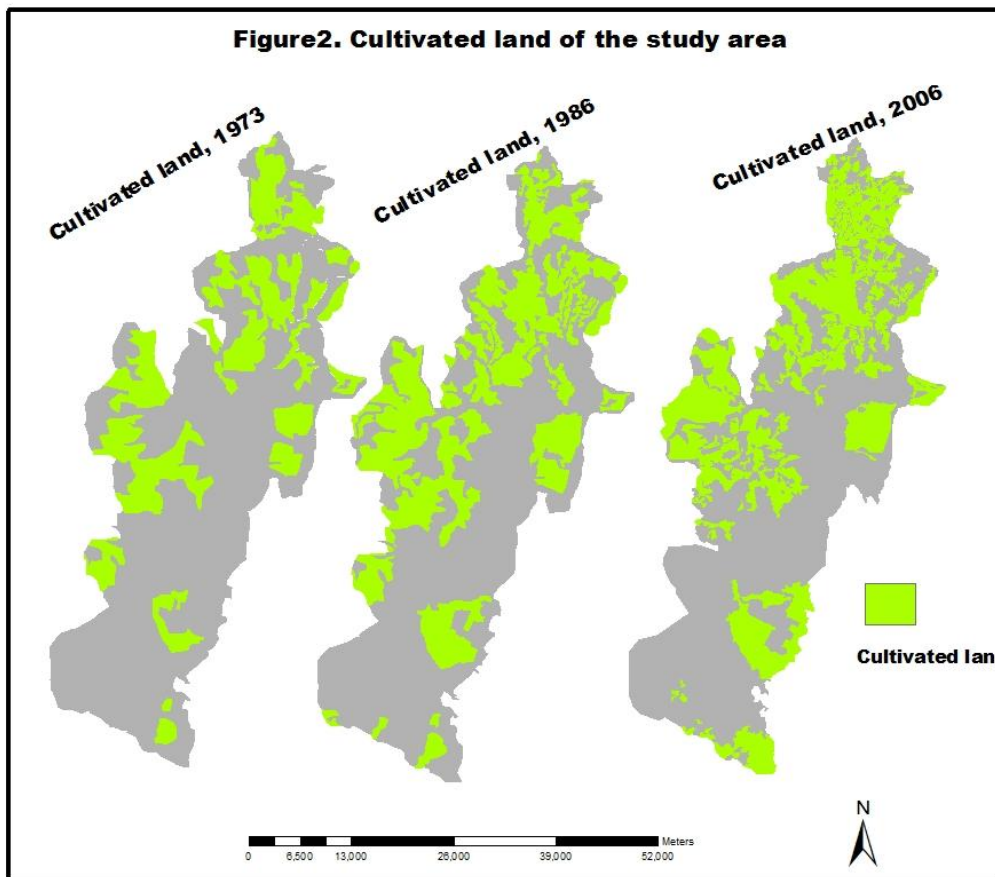 Figure2. Cultivated land of the study area
Cultivated land, 1973
Cultivated land, 1986
Cultivated land, 2006
Cultivated lan
N
Meters
0 6,500 13,000 26,000 39,000 52,000